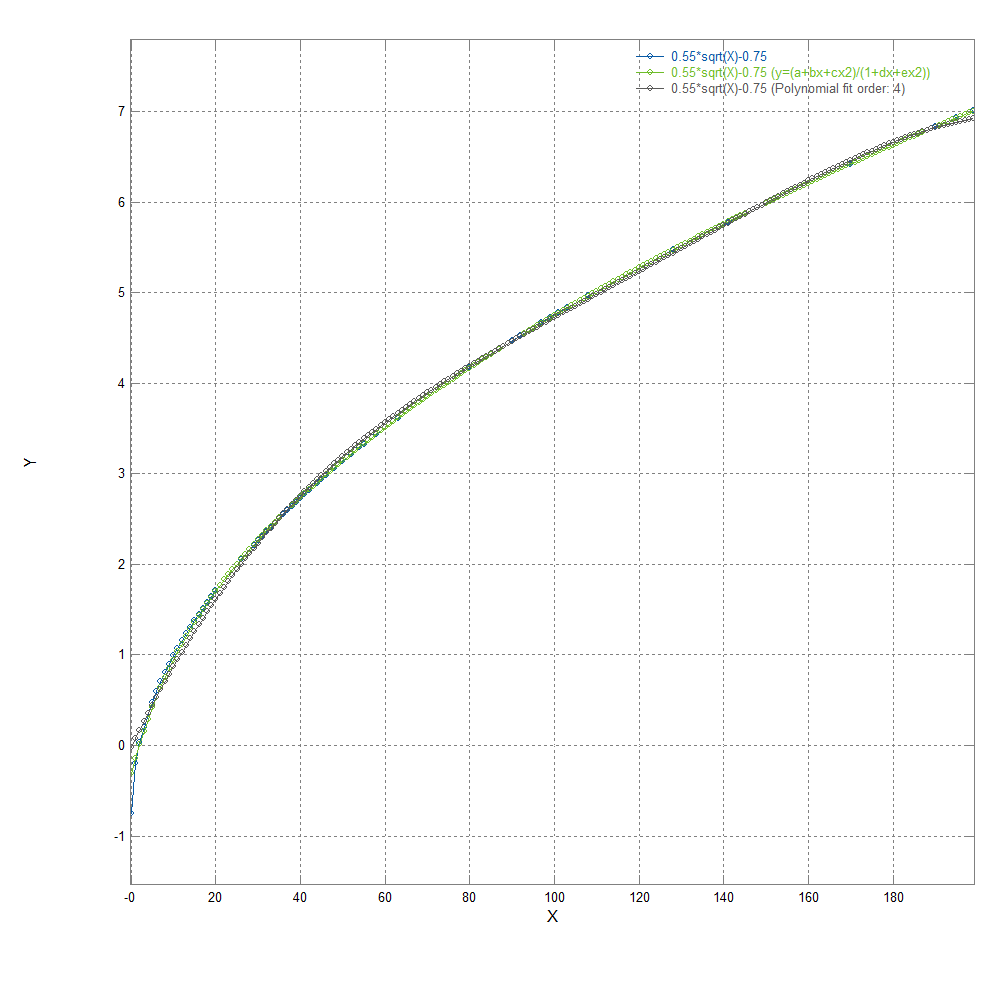 0.55*sqrt(X)-0.75
0.55*sqrt(X)-0.75 (y=(a+bx+cx2)/(1+dx+ex2))
0.55*sqrt(X)-0.75 (Polynomial fit order: 4)
7
6
5
4
3
2
1
0
-1
Y
-0 20 40 60 80 100 120 140 160 180
X